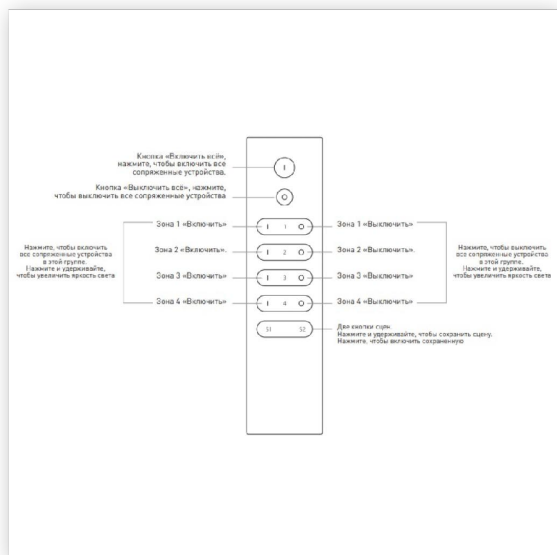 Кнопка «Включить всё»,
нажмите, чтобы включить все
сопряженные устройства.
Кнопка «Выключить всё», нажмите,
чтобы выключить все сопряженные устройства
Зона 1 «Включить»
Зона 2 «Включить».
Зона 3 «Включить»
Зона 4 «Включить»
Нажмите, чтобы включить
все сопряженные устройства
в этой группе.
Нажмите и удерживайте,
чтобы увеличить яркость света
I
O
I 1 O
I 2 O
I 3 O
I 4 O
S1 S2
Зона 1 «Выключить»
Зона 2 «Выключить».
Зона 3 «Выключить»
Зона 4 «Выключить»
Нажмите, чтобы выключить
все сопряженные устройства
в этой группе.
Нажмите и удерживайте,
чтобы увеличить яркость света
Две кнопки сцен
Нажмите и удерживайте, чтобы сохранить сцену.
Нажмите, чтобы включить сохраненную